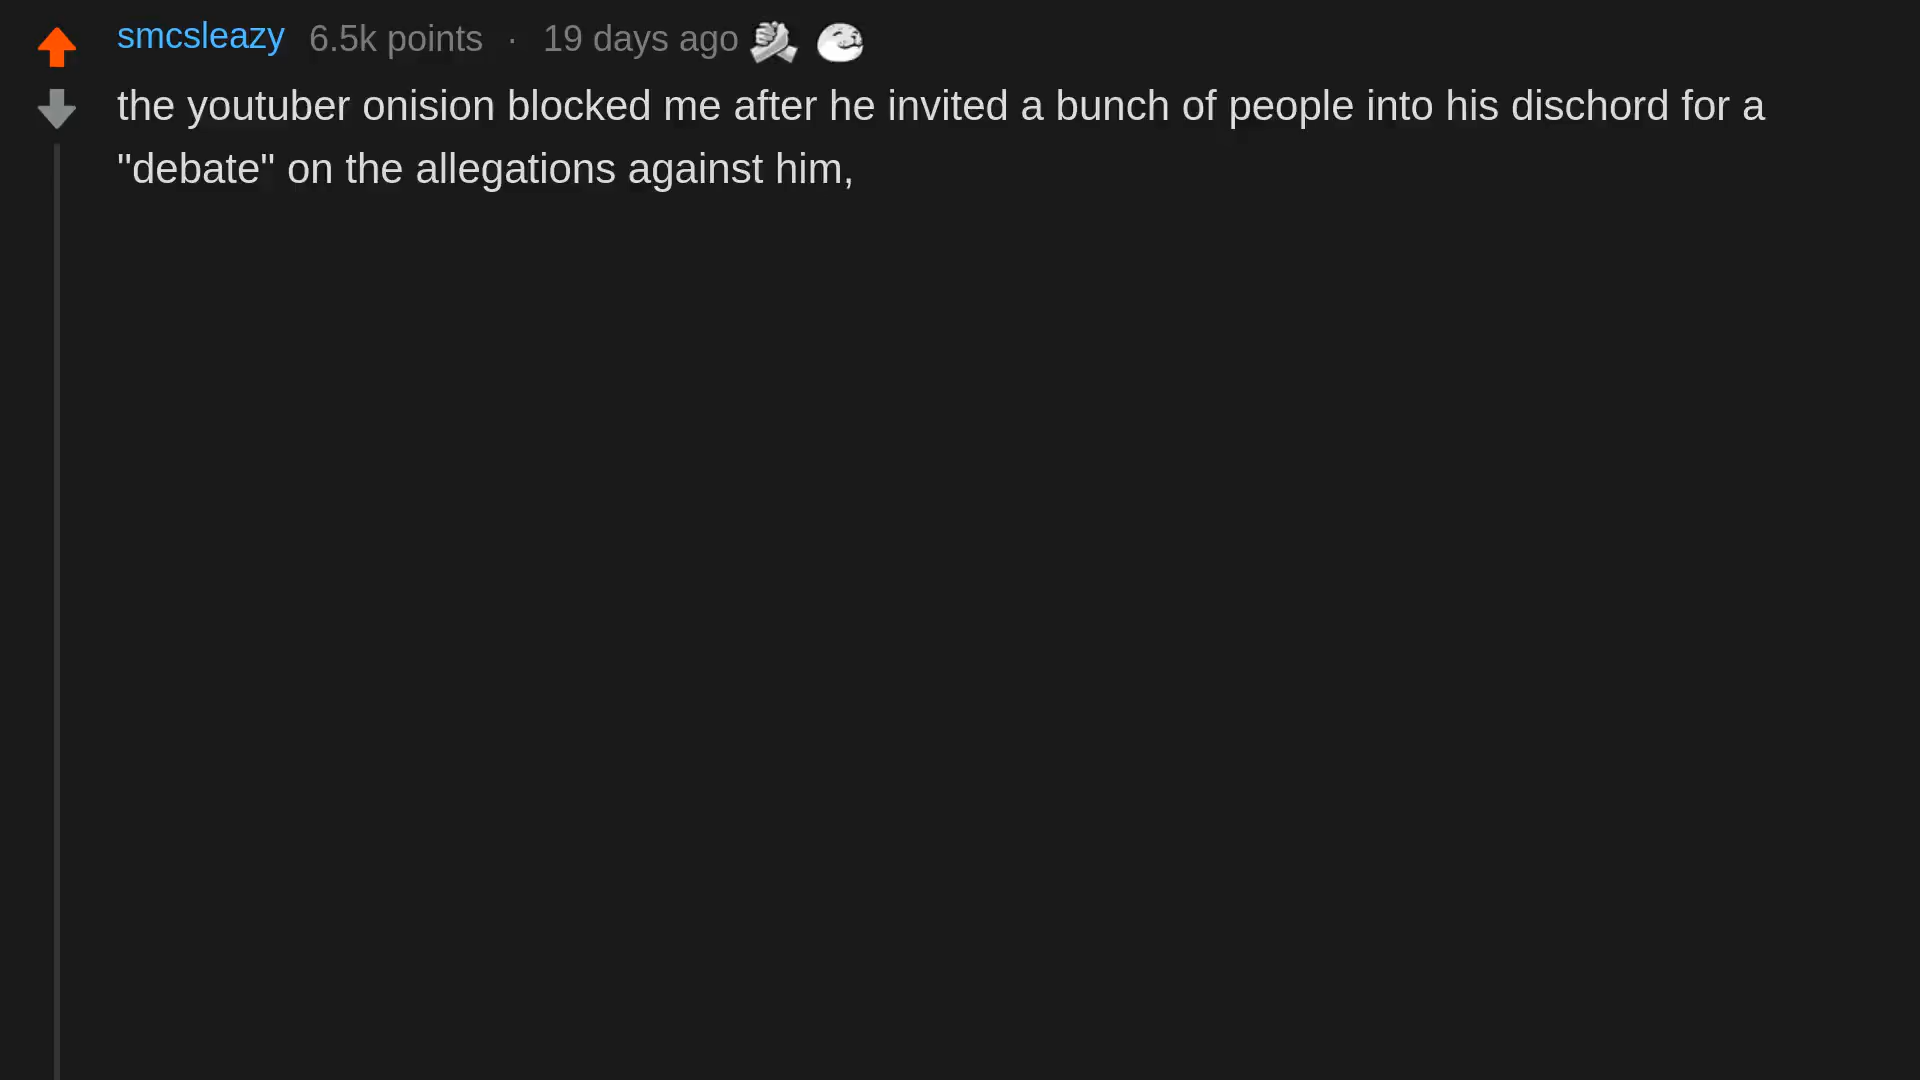 smcsleazy 6.5k points · 19 days ago
the youtuber onision blocked me after he invited a bunch of people into his dischord for a
"debate" on the allegations against him,